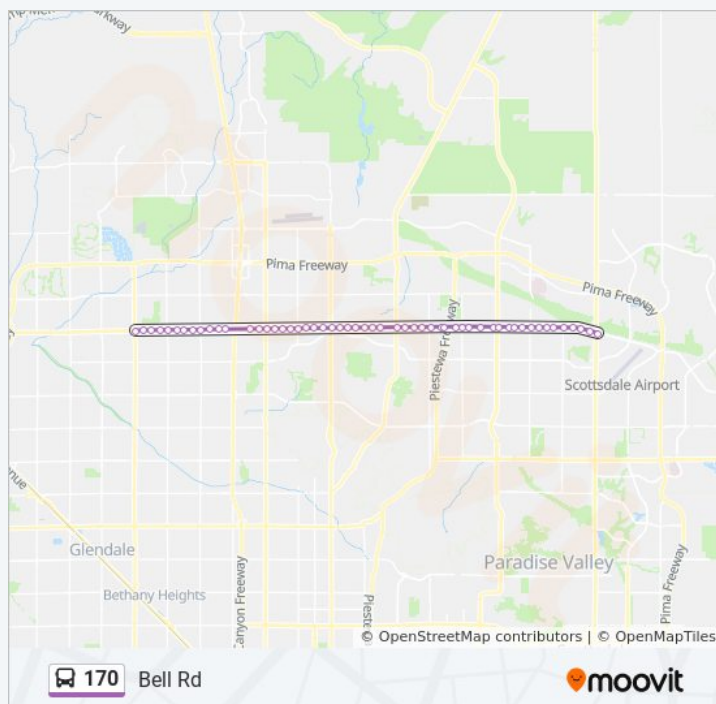 Pima Freeway
Pima Freeway
Piestewa Freeway
Scottsdale Airport
Glendale
Bethany Heights
Canyon Freeway
Paradise Valley
Pima Freeway
© OpenStreetMap contributors | © OpenMapTiles
170 Bell Rd
moovit